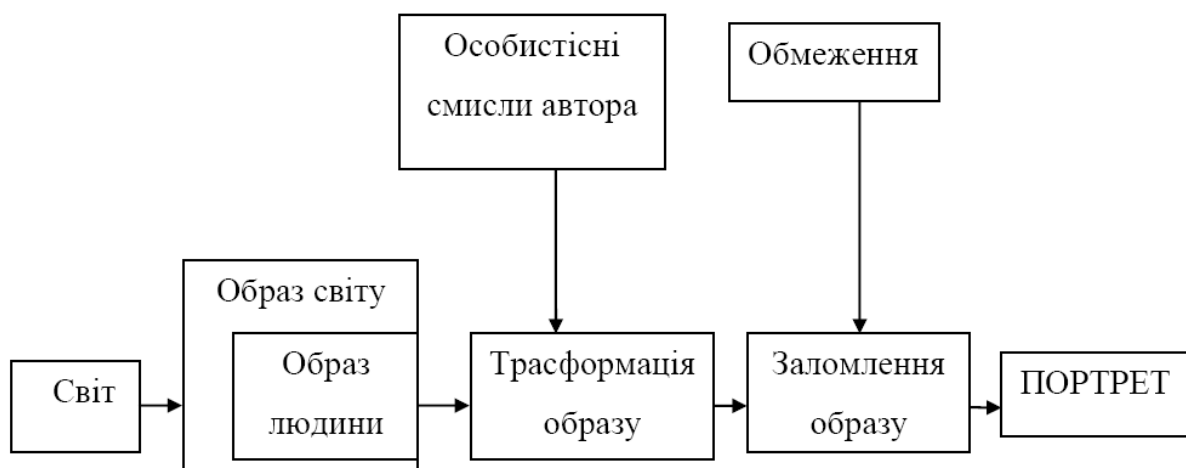 Особистісні
смисли автора
Обмеження
Образ світу
Світ
Образ
людини
Трасформація
образу
Заломлення
образу
ПОРТРЕТ